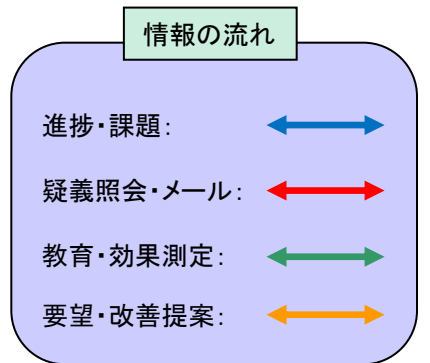 情報の流れ
進捗・課題:
疑義照会・メール:
教育・効果測定:
要望・改善提案: